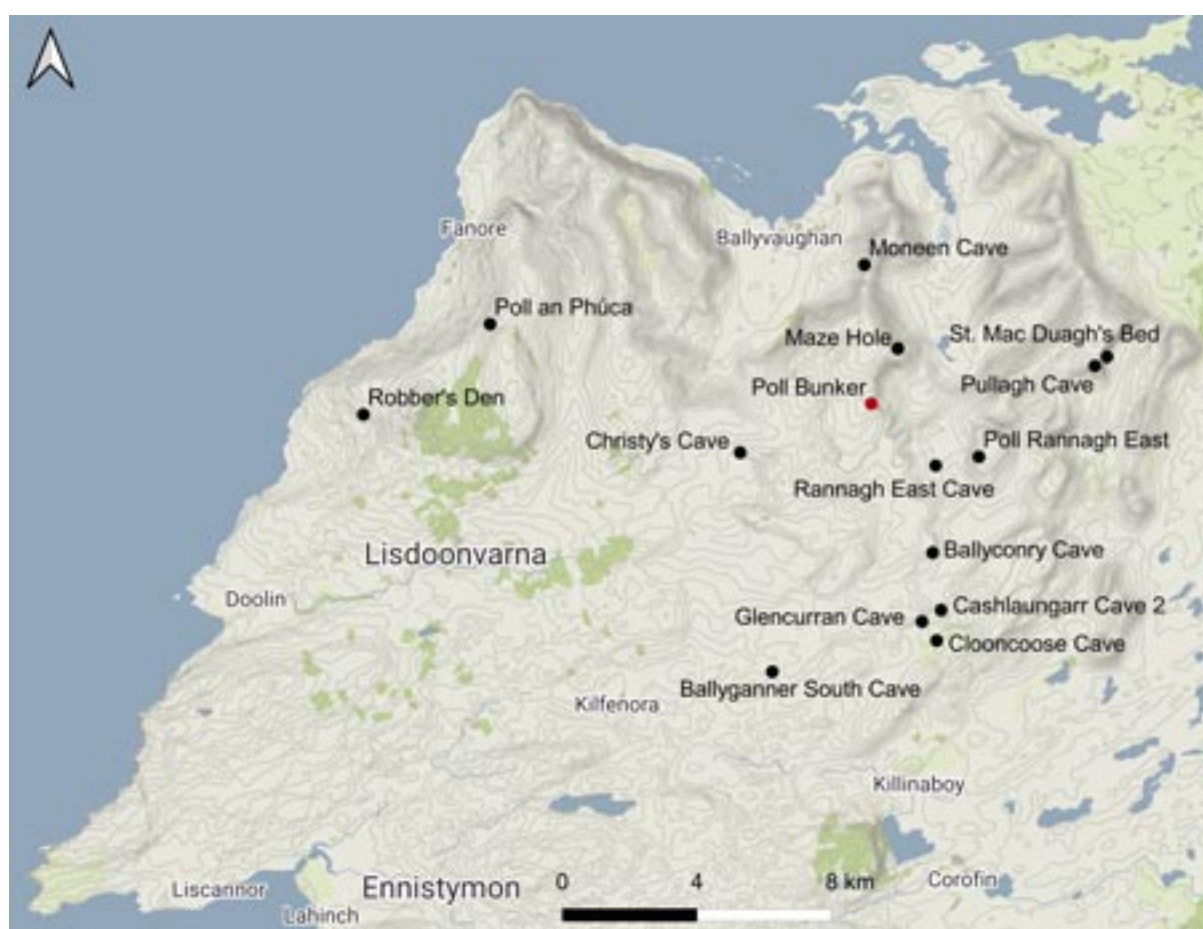 Fanore
Ballyvaughan
Moneen Cave
Poll an Phúca
Maze Hole
St. Mac Duagh's Bed
Pullagh Cave
Poll Bunker
Robber's Den
Christy's Cave
Poll Rannagh East
Rannagh East Cave
Lisdoonvarna
Ballyconry Cave
Doolin
Cashlaungarr Cave 2
Glencurran Cave
Clooncoose Cave
Ballyganner South Cave
Kilfenora
Killinaboy
0 4 8 km
Corofin
Liscannor
Ennistymon
Lahinch